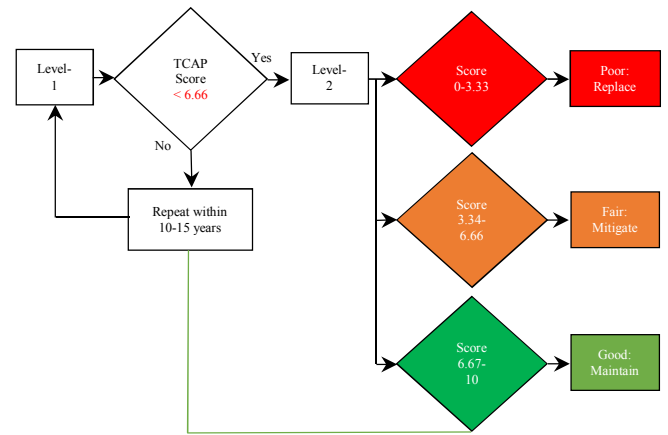 Level-
1
TCAP
Score
< 6.66
Yes
No
Level-
2
Repeat within
10-15 years
Score
0-3.33
Poor:
Replace
Score
3.34-
6.66
Fair:
Mitigate
Score
6.67-
10
Good:
Maintain